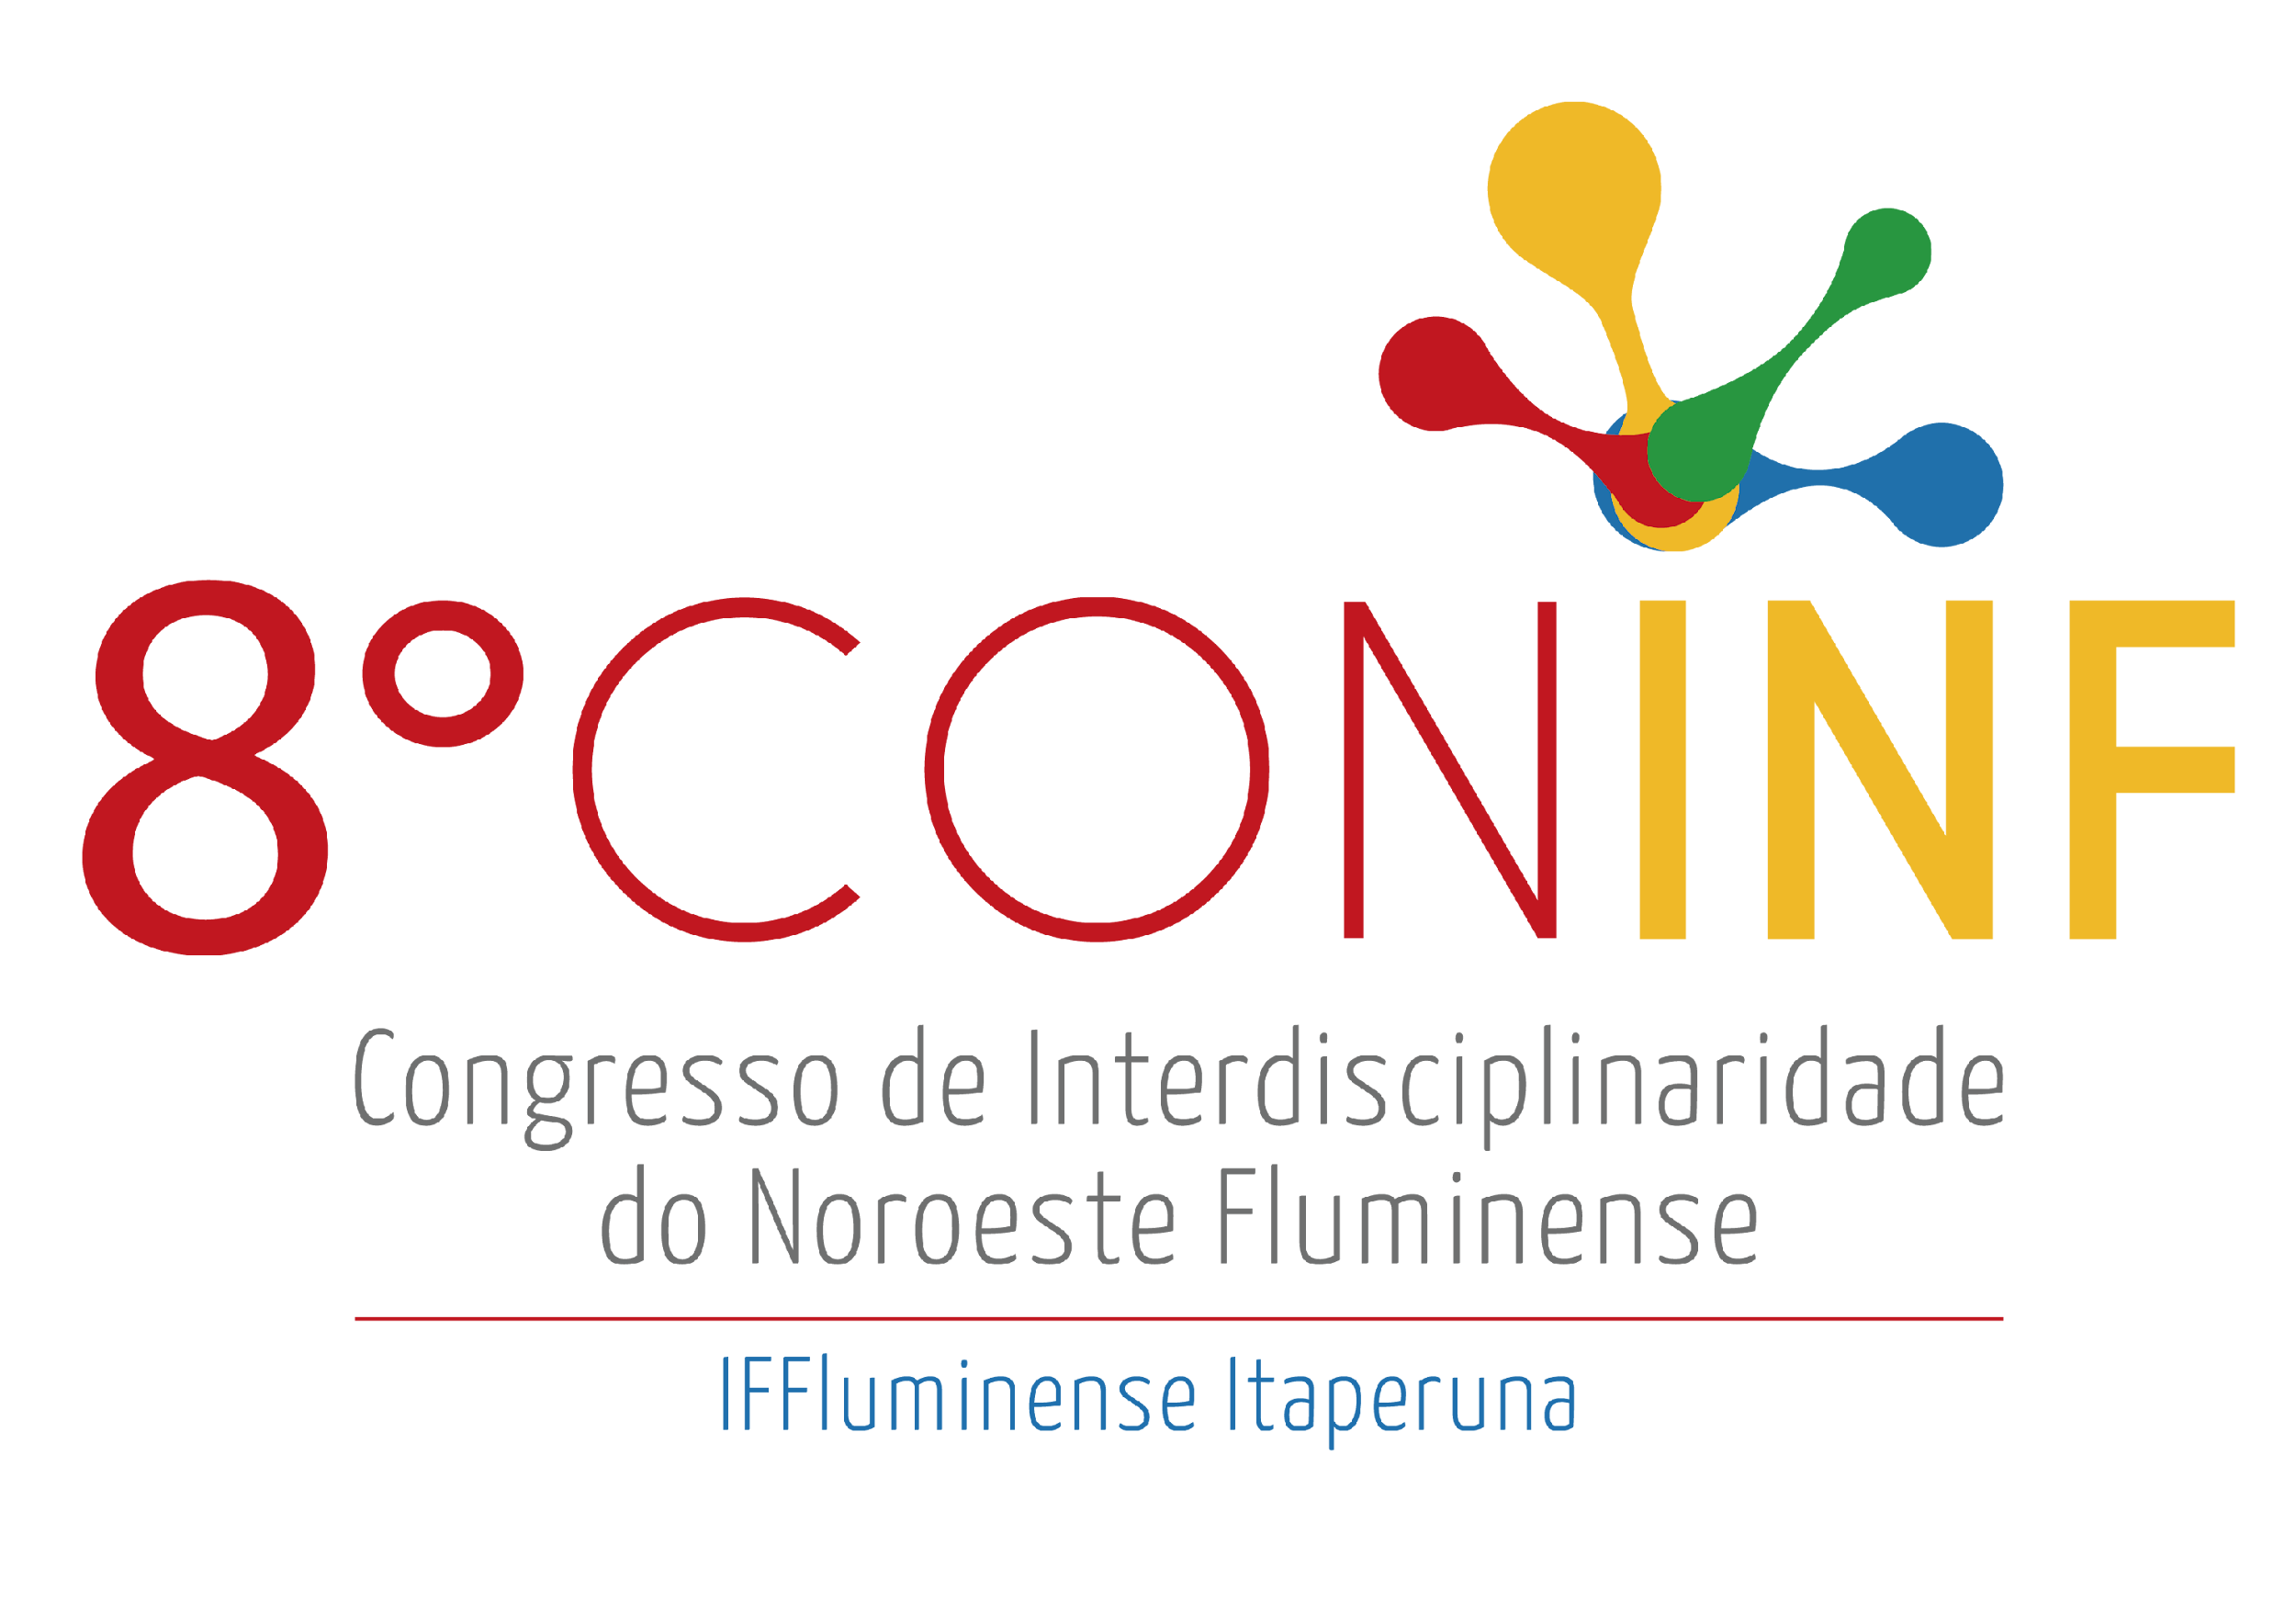 8°CONINF
Congresso de Interdisciplinaridade
do Noroeste Fluminense
IFFluminense Itaperuna